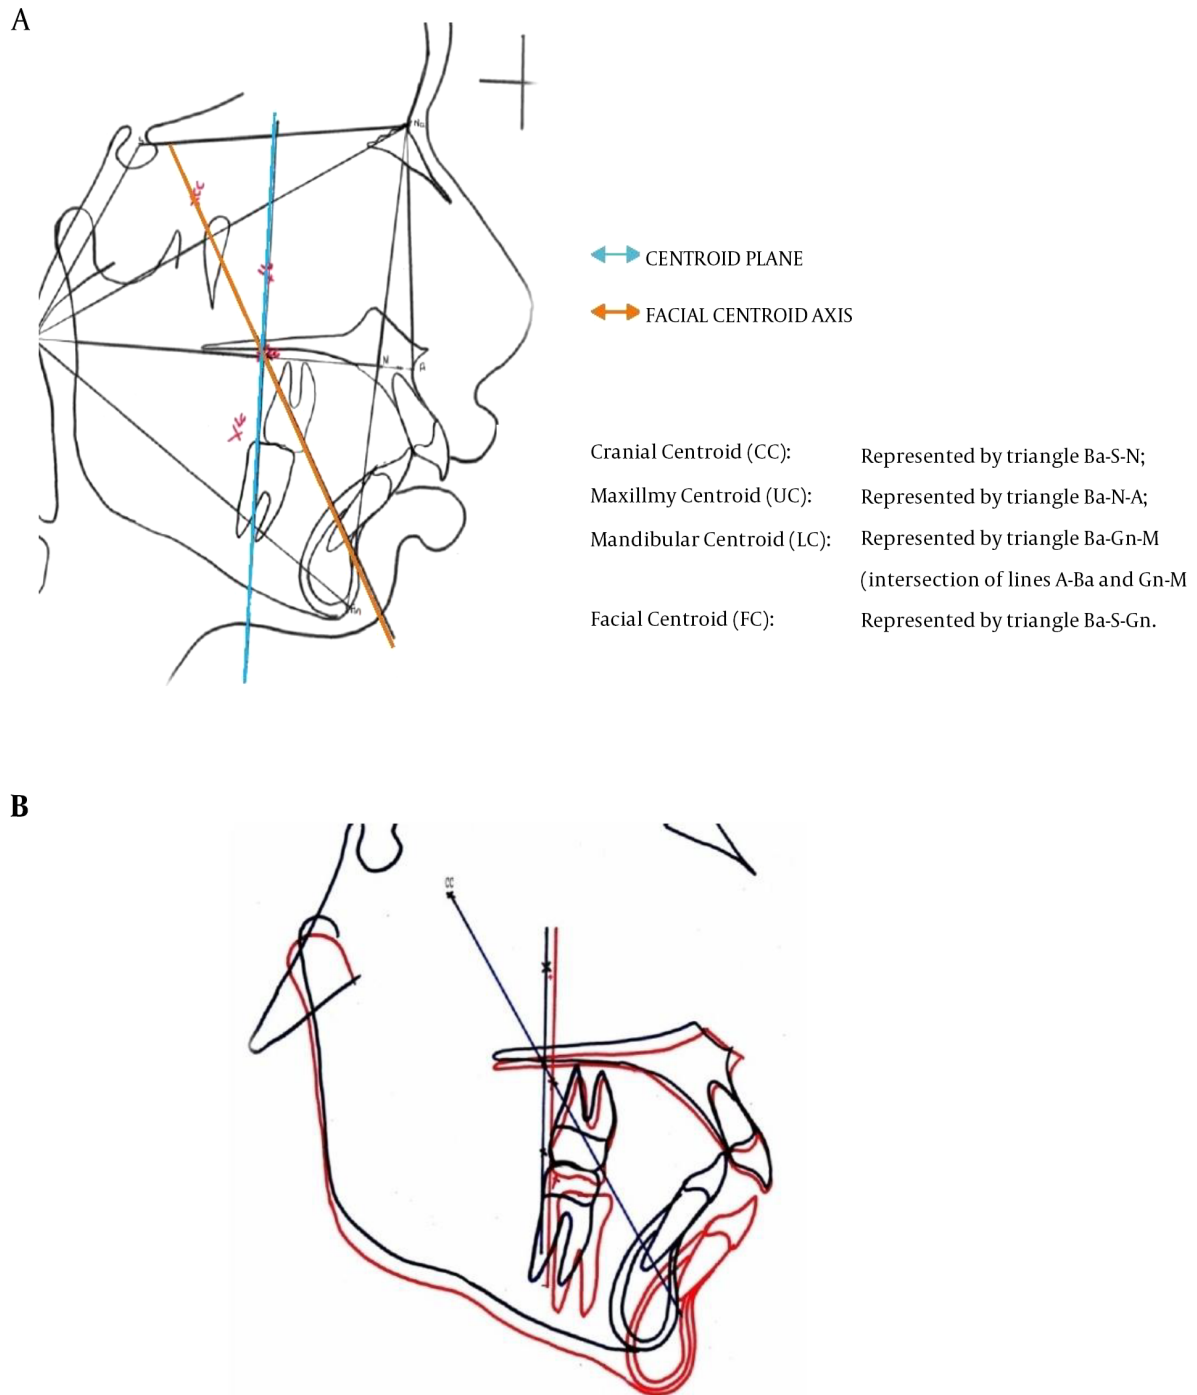 A
Na
CENTROID PLANE
FACIAL CENTROID AXIS
M
A
Cranial Centroid (CC): Represented by triangle Ba-S-N;
Maxillmy Centroid (UC): Represented by triangle Ba-N-A;
Mandibular Centroid (LC): Represented by triangle Ba-Gn-M
(intersection of lines A-Ba and Gn-M
Facial Centroid (FC): Represented by triangle Ba-S-Gn.
B
CC